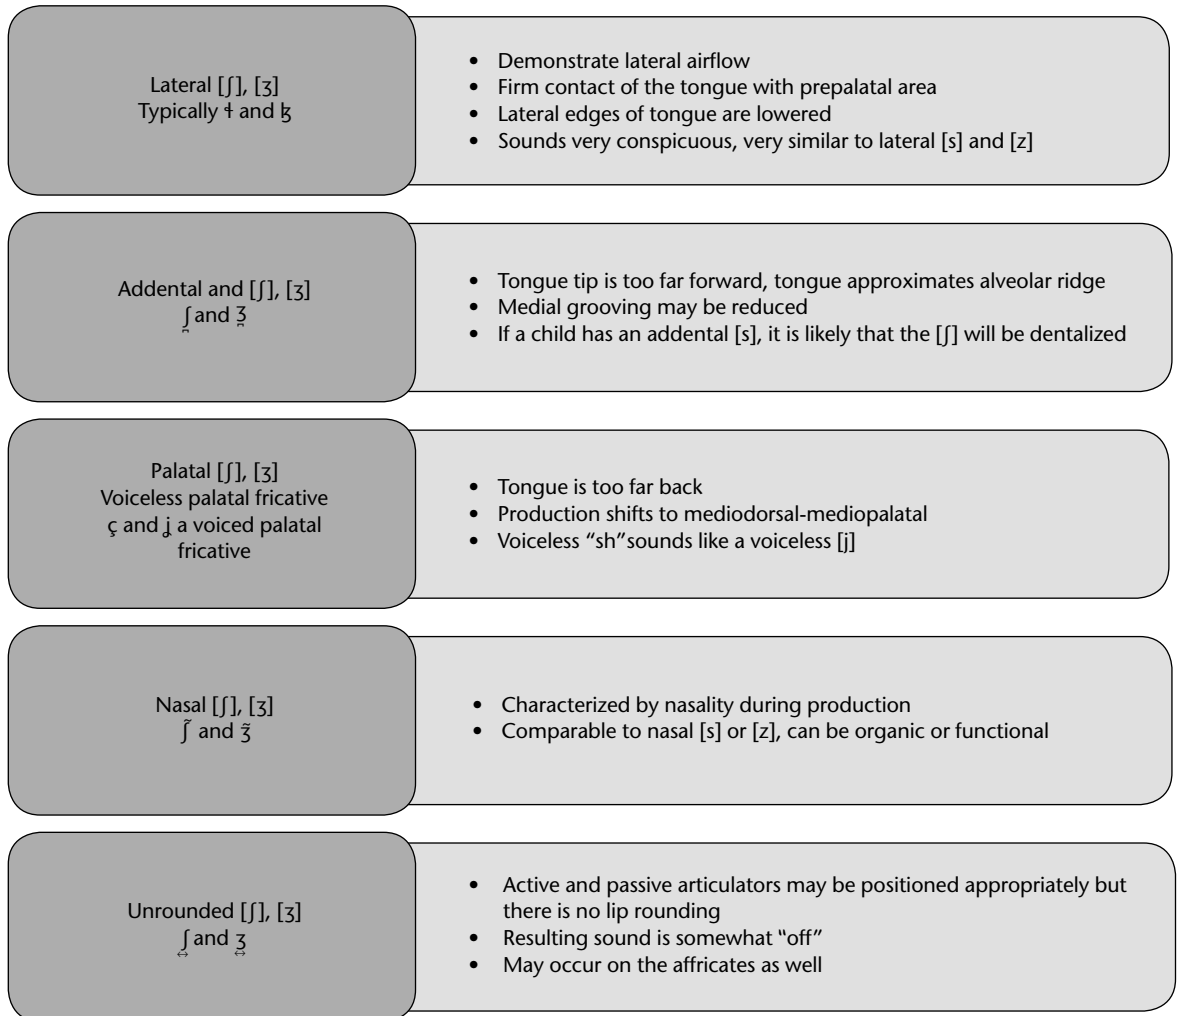 Lateral [ʃ], [ʒ]
Typically ɬ and ɮ
• Demonstrate lateral airflow
• Firm contact of the tongue with prepalatal area
• Lateral edges of tongue are lowered
• Sounds very conspicuous, very similar to lateral [s] and [z]
Addental and [ʃ], [ʒ]
ʃ̪ and ʒ̪
• Tongue tip is too far forward, tongue approximates alveolar ridge
• Medial grooving may be reduced
• If a child has an addental [s], it is likely that the [ʃ] will be dentalized
Palatal [ʃ], [ʒ]
Voiceless palatal fricative
ç and ʝ a voiced palatal
fricative
• Tongue is too far back
• Production shifts to mediodorsal-mediopalatal
• Voiceless “sh”sounds like a voiceless [j]
Nasal [ʃ], [ʒ]
ʃ̃ and ʒ̃
• Characterized by nasality during production
• Comparable to nasal [s] or [z], can be organic or functional
Unrounded [ʃ], [ʒ]
ʃ͍ and ʒ͍
• Active and passive articulators may be positioned appropriately but
there is no lip rounding
• Resulting sound is somewhat “off”
• May occur on the affricates as well